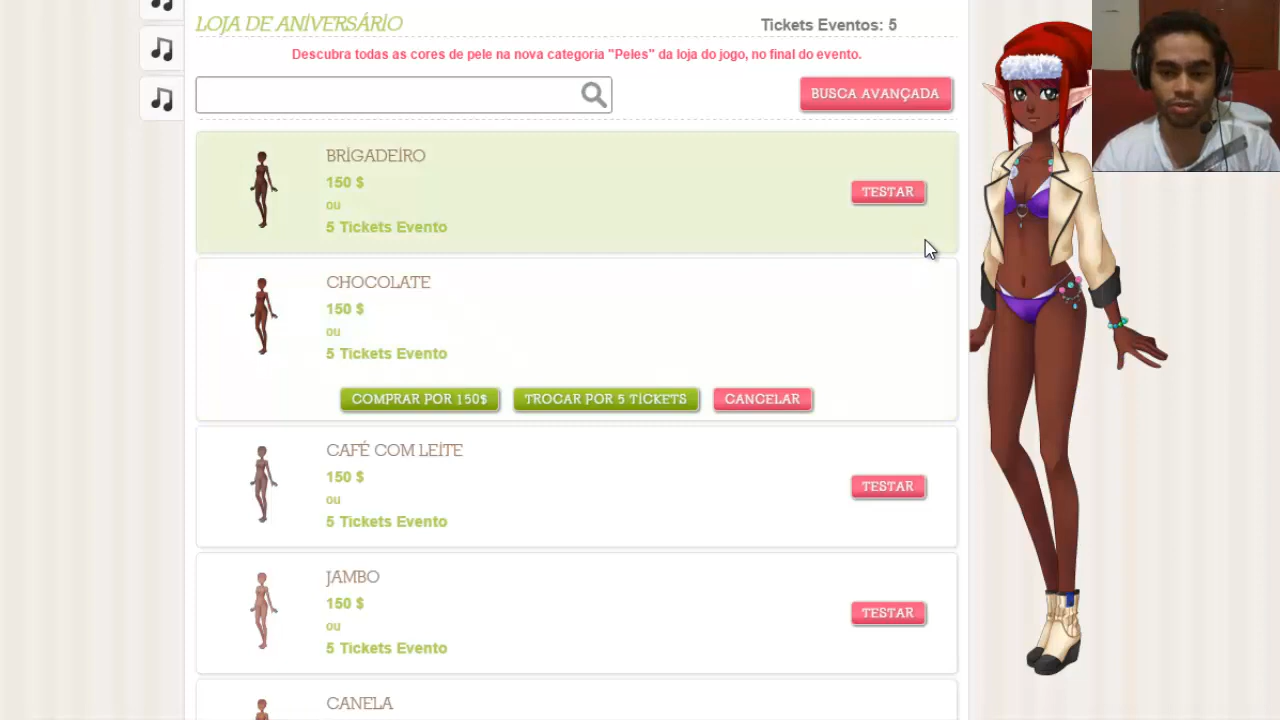 LOJA DE ANIVERSÁRIO
Tickets Eventos: 5
Descubra todas as cores de pele na nova categoria "Peles" da loja do jogo, no final do evento.
BUSCA AVANÇADA
BRIGADEIRO
150 $
ou
5 Tickets Evento
TESTAR
CHOCOLATE
150 $
ou
5 Tickets Evento
COMPRAR POR 150$ TROCAR POR 5 TICKETS CANCELAR
CAFÉ COM LEITE
150 $
ou
5 Tickets Evento
TESTAR
JAMBO
150 $
ou
5 Tickets Evento
TESTAR
CANELA